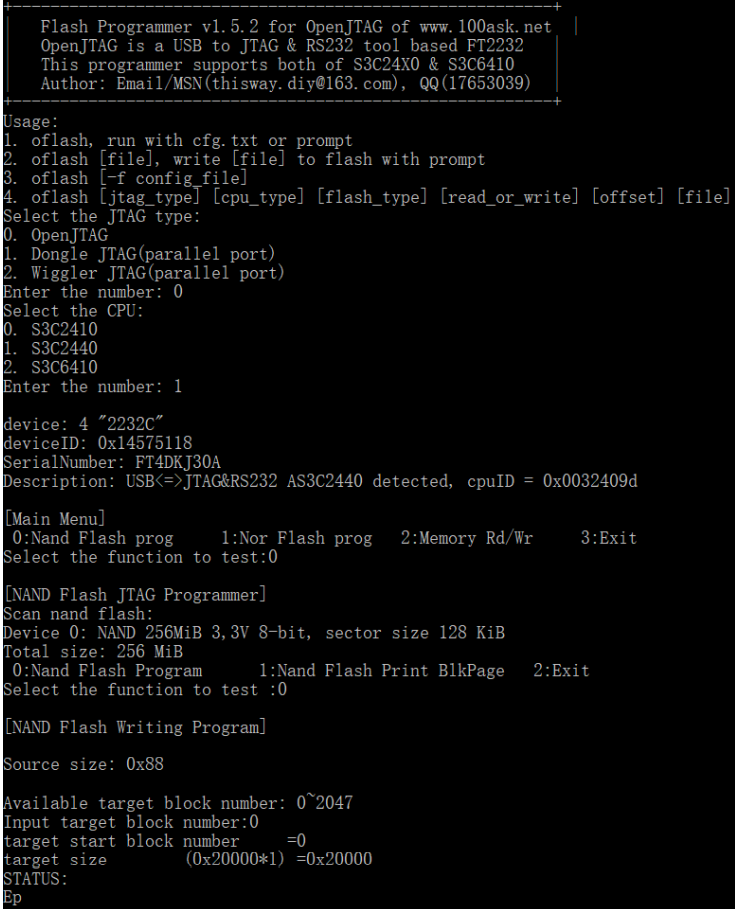 +---------------------------------------------------------+
|   Flash Programmer v1.5.2 for OpenJTAG of www.100ask.net  |
|   OpenJTAG is a USB to JTAG & RS232 tool based FT2232   |
|   This programmer supports both of S3C24X0 & S3C6410    |
|   Author: Email/MSN(thisway.diy@163.com), QQ(17653039)  |
+---------------------------------------------------------+
Usage:
1. oflash, run with cfg.txt or prompt
2. oflash [file], write [file] to flash with prompt
3. oflash [-f config_file]
4. oflash [jtag_type] [cpu_type] [flash_type] [read_or_write] [offset] [file]
Select the JTAG type:
0. OpenJTAG
1. Dongle JTAG(parallel port)
2. Wiggler JTAG(parallel port)
Enter the number: 0
Select the CPU:
0. S3C2410
1. S3C2440
2. S3C6410
Enter the number: 1
device: 4 "2232C"
deviceID: 0x14575118
SerialNumber: FT4DKJ30A
Description: USB<=>JTAG&RS232 AS3C2440 detected, cpuID = 0x0032409d
[Main Menu]
0:Nand Flash prog     1:Nor Flash prog   2:Memory Rd/Wr     3:Exit
Select the function to test:0
[NAND Flash JTAG Programmer]
Scan nand flash:
Device 0: NAND 256MiB 3,3V 8-bit, sector size 128 KiB
Total size: 256 MiB
0:Nand Flash Program      1:Nand Flash Print BlkPage   2:Exit
Select the function to test :0
[NAND Flash Writing Program]
Source size: 0x88
Available target block number: 0~2047
Input target block number:0
target start block number     =0
target size        (0x20000*1) =0x20000
STATUS:
Ep